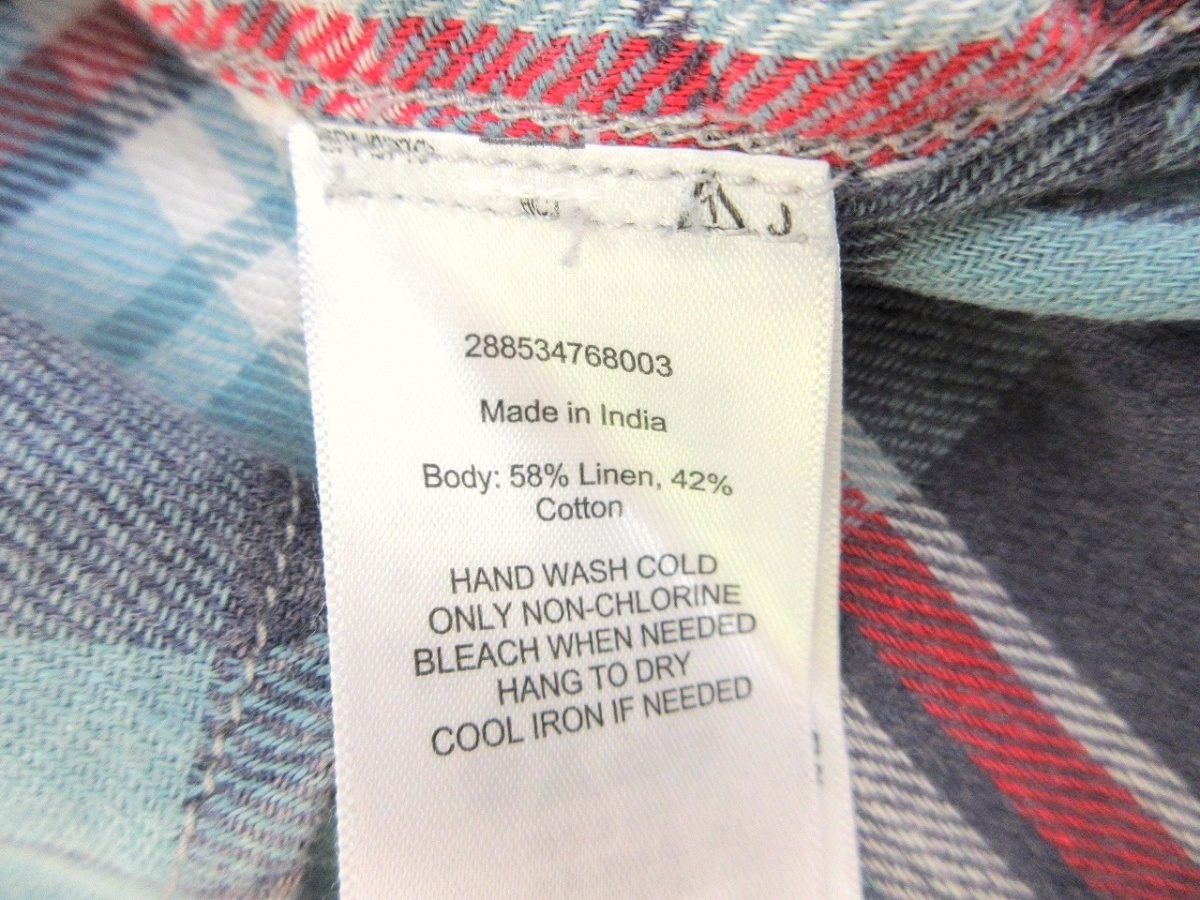 288534768003
Made in India
Body: 58% Linen, 42%
Cotton
HAND WASH COLD
ONLY NON-CHLORINE
BLEACH WHEN NEEDED
HANG TO DRY
COOL IRON IF NEEDED